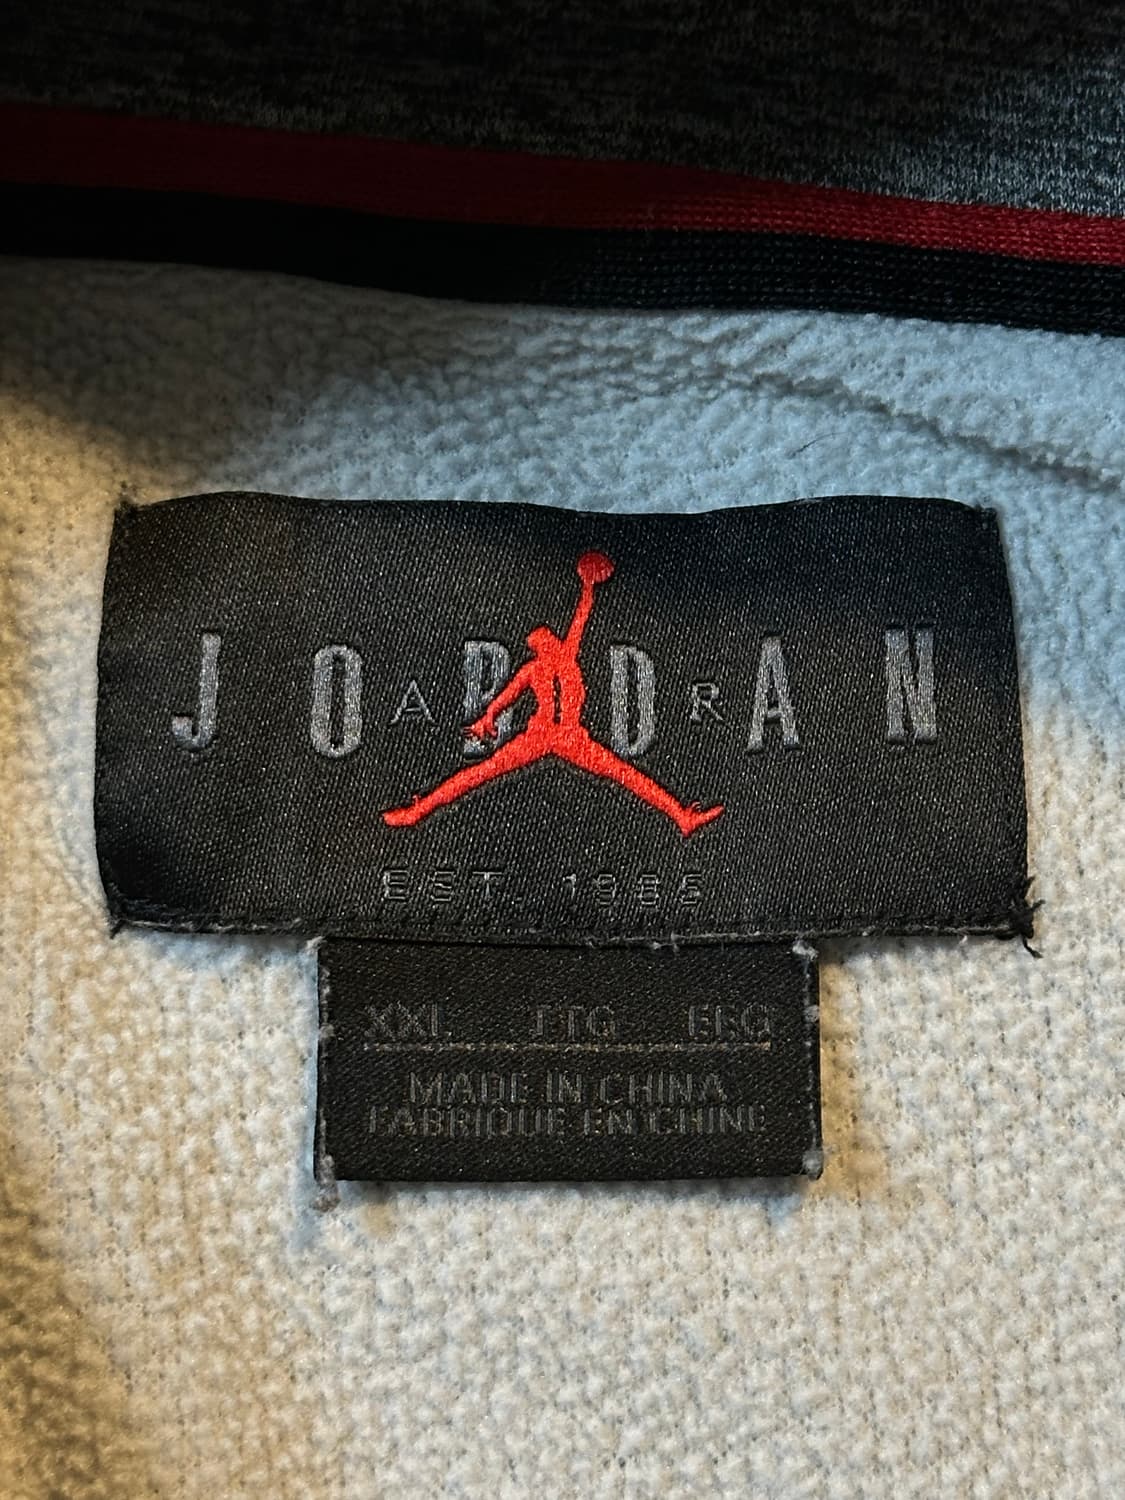 JORDAN
AIR
EST. 1985
XXL TTG EEG
MADE IN CHINA
FABRIQUE EN CHINE